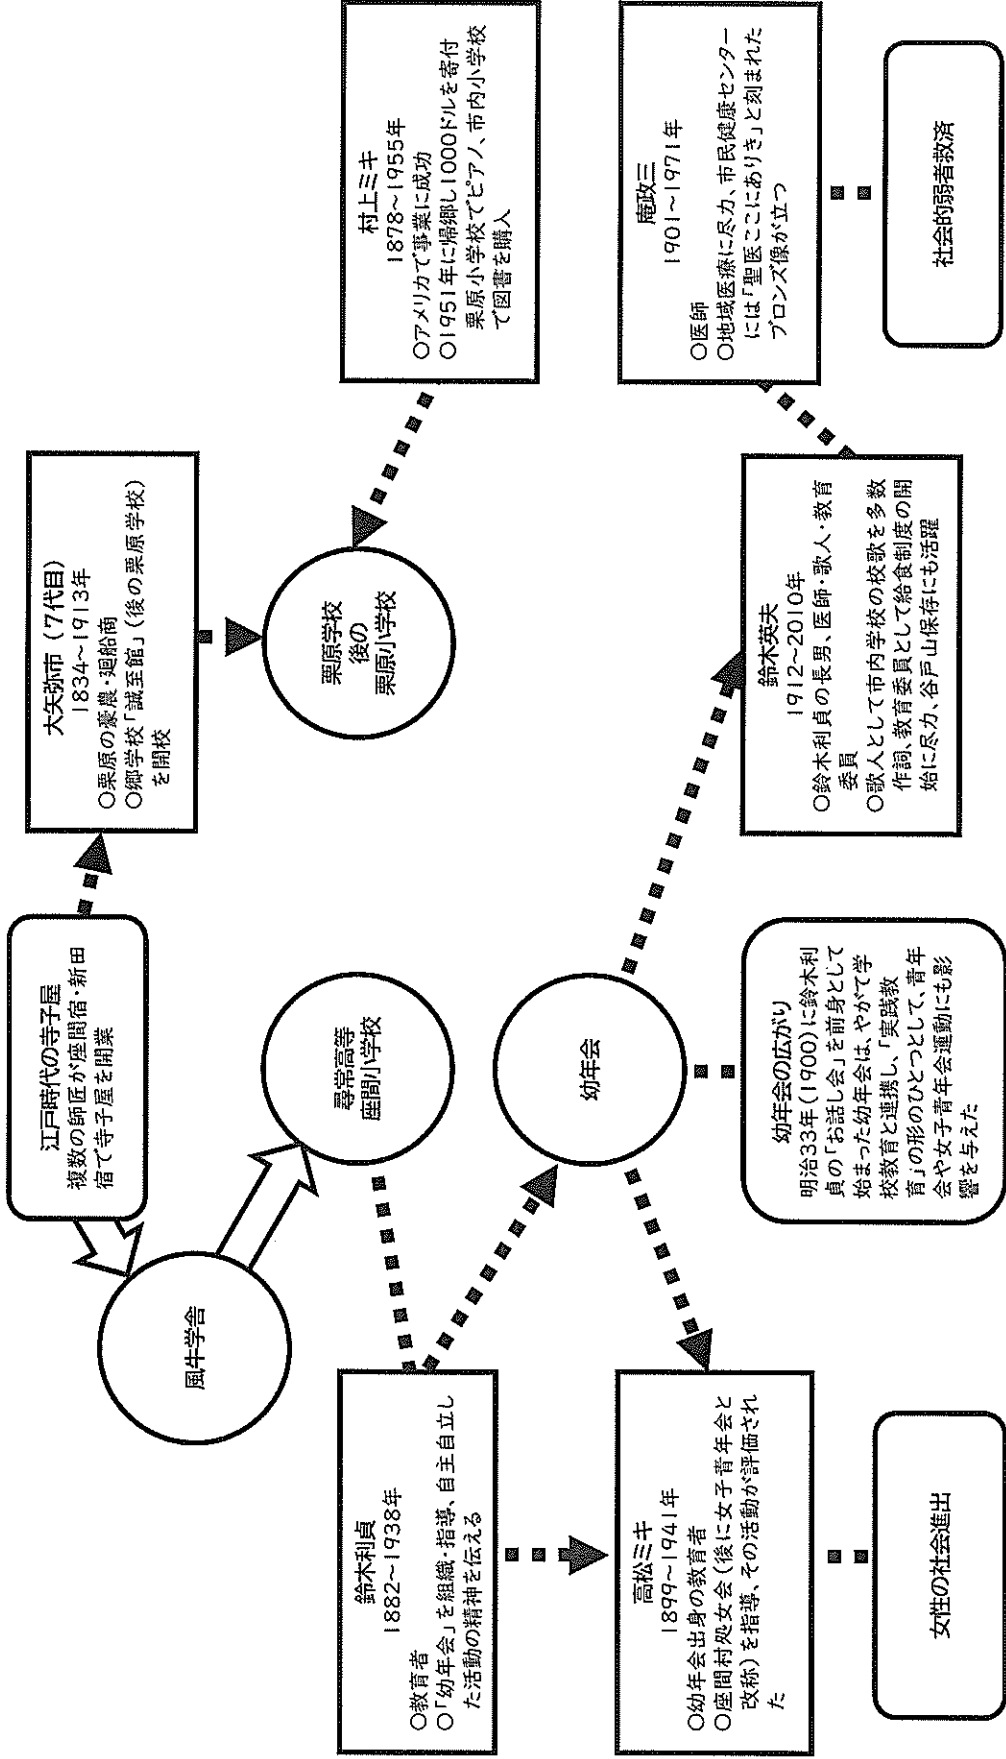 江戸時代の寺子屋
複数の師匠が座間宿・新田
宿で寺子屋を開業
大矢弥市（7代目）
1834～1913年
○栗原の豪農・廻船商
○郷学校「誠至館」（後の栗原学校）
を開校
風牛学舎
鈴木利貞
1882～1938年
○教育者
○「幼年会」を組織・指導、自主自立し
た活動の精神を伝える
尋常高等
座間小学校
栗原学校
後の
栗原小学校
村上ミキ
1878～1955年
○アメリカで事業に成功
○1951年に帰郷し1000ドルを寄付
栗原小学校でピアノ、市内小学校
で図書を購入
高松ミキ
1899～1941年
○幼年会出身の教育者
○座間村処女会（後に女子青年会と
改称）を指導、その活動が評価され
た
幼年会
庵政三
1901～1971年
○医師
○地域医療に尽力、市民健康センター
には「聖医ここにありき」と刻まれた
ブロンズ像が立つ
女性の社会進出
幼年会の広がり
明治33年（1900）に鈴木利
貞の「お話し会」を前身として
始まった幼年会は、やがて学
校教育と連携し、「実践教
育」の形のひとつとして、青年
会や女子青年会運動にも影
響を与えた
鈴木英夫
1912～2010年
○鈴木利貞の長男、医師・歌人・教育
委員
○歌人として市内学校の校歌を多数
作詞、教育委員として給食制度の開
始に尽力、谷戸山保存にも活躍
社会的弱者救済